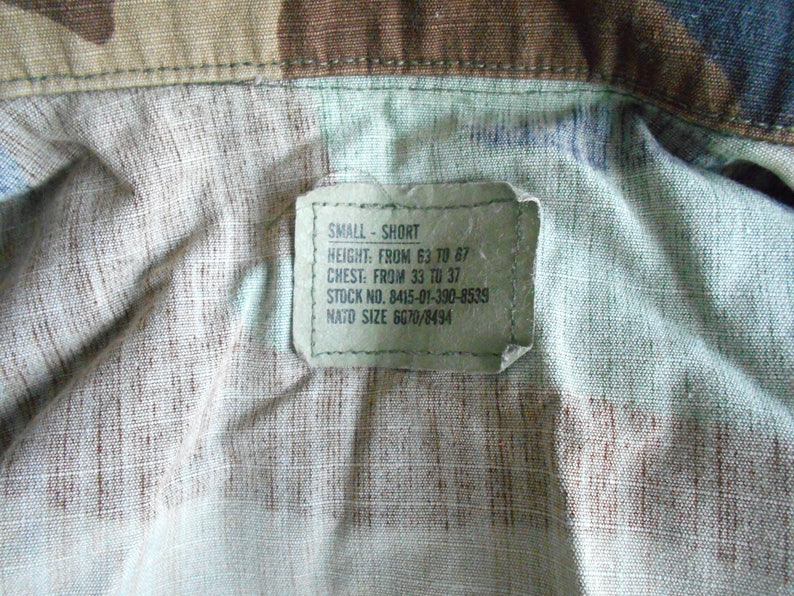 SMALL - SHORT
HEIGHT: FROM 63 TO 67
CHEST: FROM 33 TO 37
STOCK NO. 8415-01-390-8539
NATO SIZE 6070/8494